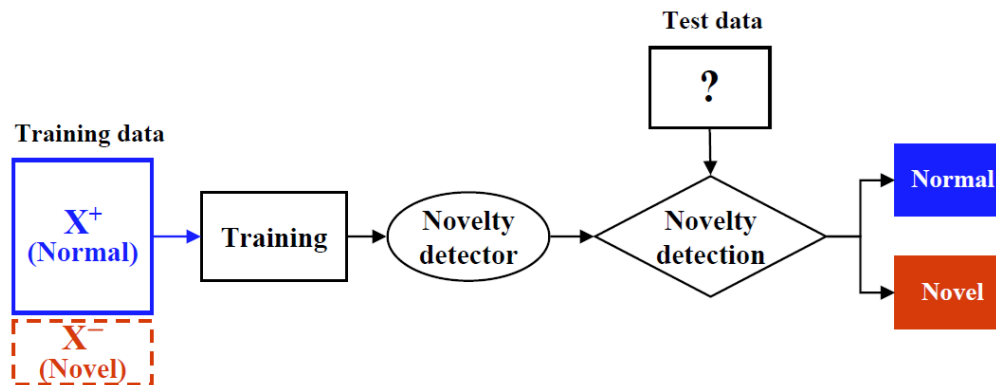 Test data
?
Training data
X⁺
(Normal)
Training
Novelty
detector
Novelty
detection
Normal
Novel
X⁻
(Novel)